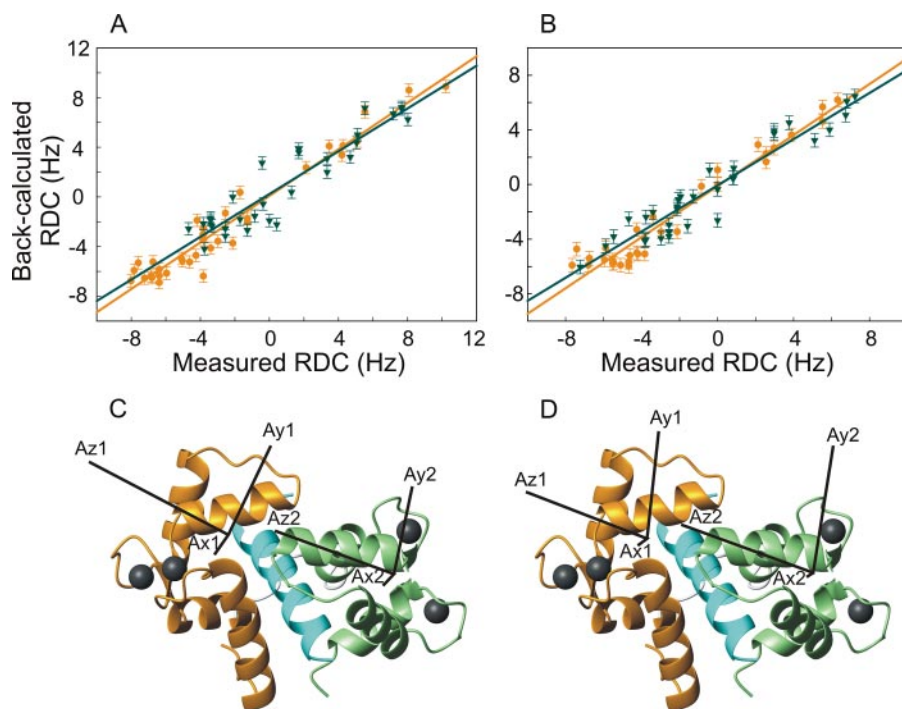 A
B
12
8
4
0
-4
-8
-8
-4
0
4
8
12
8
4
0
-4
-8
-8
-4
0
4
8
Back-calculated
RDC (Hz)
Measured RDC (Hz)
Measured RDC (Hz)
C
D
Az1
Ay1
Ay2
Ax1
Az2
Ax2
Az1
Ay1
Ay2
Ax1
Az2
Ax2